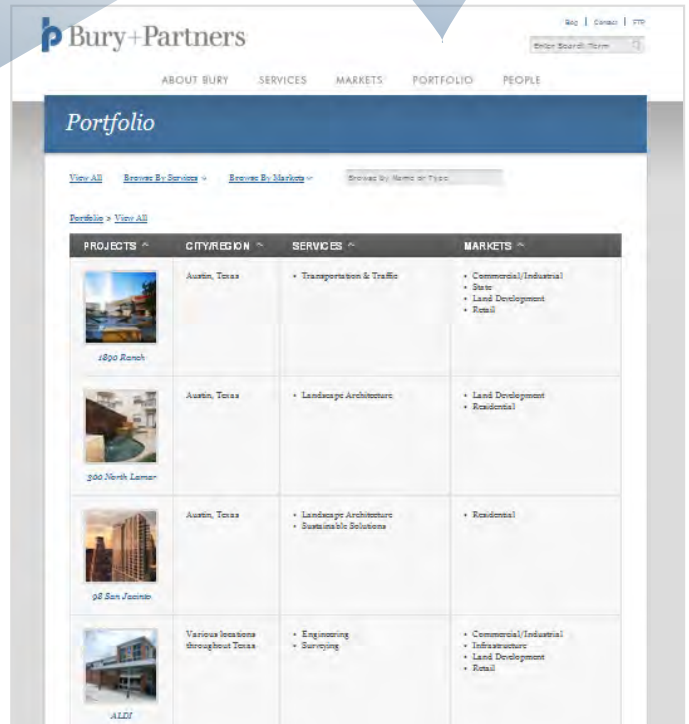 Bury+Partners
Blog | Contact | FTP
Enter Search Term
ABOUT BURY SERVICES MARKETS PORTFOLIO PEOPLE
Portfolio
View All Browse By Services Browse By Markets Browse by Name or Type
Portfolio > View All
PROJECTS CITY/REGION SERVICES MARKETS
1890 Ranch
Austin, Texas
• Transportation & Traffic
• Commercial/Industrial
• State
• Land Development
• Retail
300 North Lamar
Austin, Texas
• Landscape Architecture
• Land Development
• Residential
98 San Jacinto
Austin, Texas
• Landscape Architecture
• Sustainable Solutions
• Residential
ALDI
Various locations
throughout Texas
• Engineering
• Surveying
• Commercial/Industrial
• Infrastructure
• Land Development
• Retail